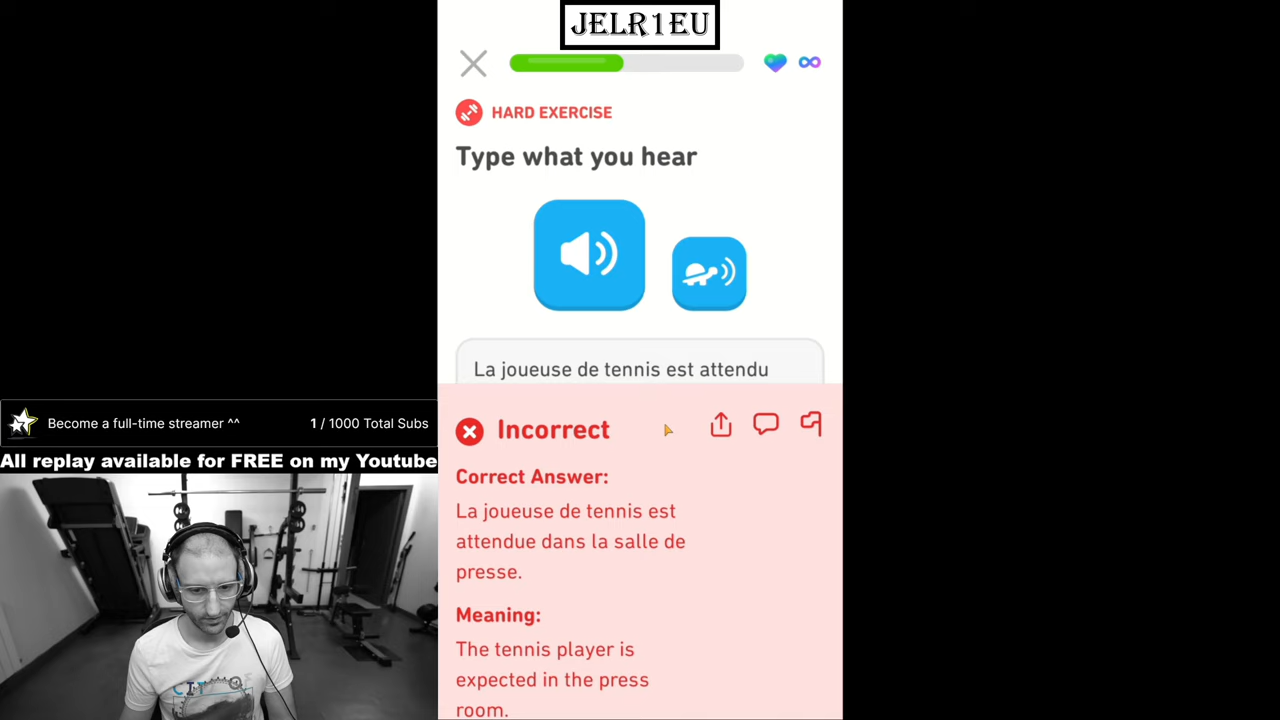 JELR1EU
HARD EXERCISE
Type what you hear
La joueuse de tennis est attendu
Become a full-time streamer ^^ 1 / 1000 Total Subs
All replay available for FREE on my Youtube
Incorrect
Correct Answer:
La joueuse de tennis est
attendue dans la salle de
presse.
Meaning:
The tennis player is
expected in the press
room.